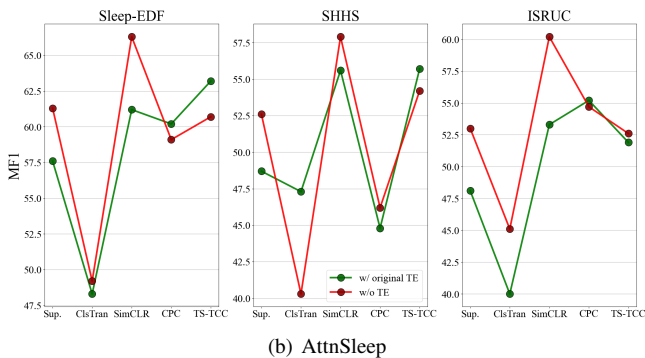 Sleep-EDF
SHHS
ISRUC
MF1
65.0
62.5
60.0
57.5
55.0
52.5
50.0
47.5
Sup. ClsTran SimCLR CPC TS-TCC
57.5
55.0
52.5
50.0
47.5
45.0
42.5
40.0
w/ original TE
w/o TE
Sup. ClsTran SimCLR CPC TS-TCC
60.0
57.5
55.0
52.5
50.0
47.5
45.0
42.5
40.0
Sup. ClsTran SimCLR CPC TS-TCC
(b) AttnSleep